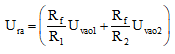 U_ra = (R_f/R_1 U_vao1 + R_f/R_2 U_vao2)